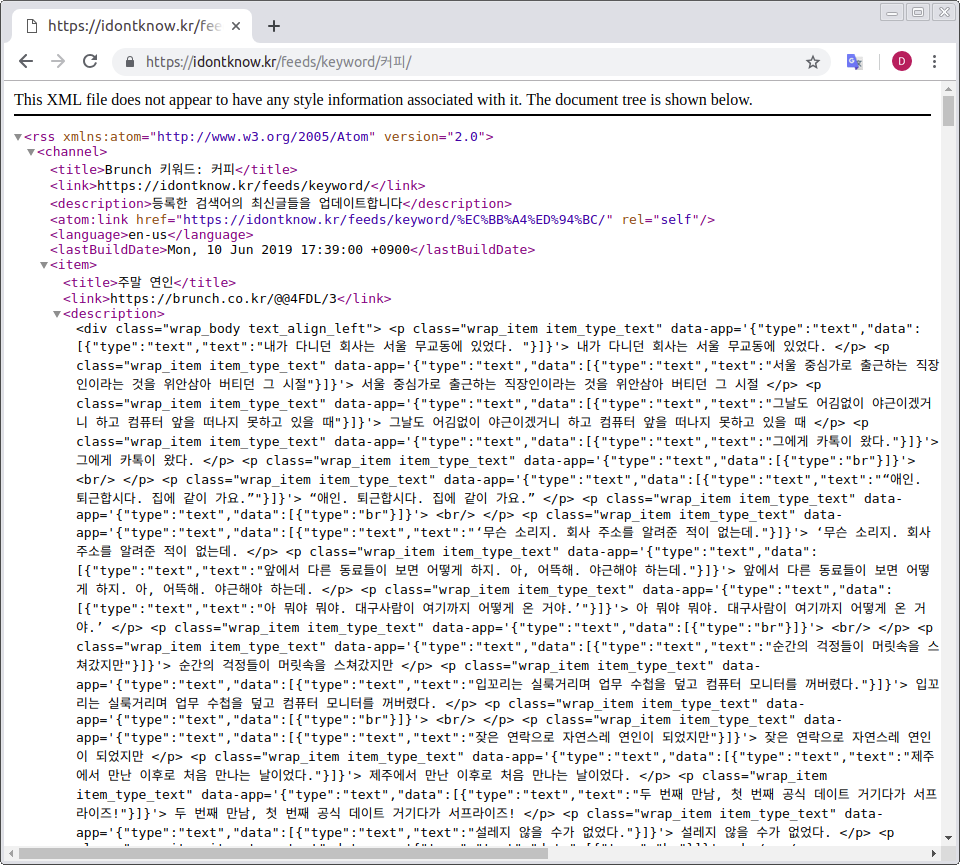 https://idontknow.kr/fee
https://idontknow.kr/feeds/keyword/커피/
D
This XML file does not appear to have any style information associated with it. The document tree is shown below.
▼<rss xmlns:atom="http://www.w3.org/2005/Atom" version="2.0">
▼<channel>
<title>Brunch 키워드: 커피</title>
<link>https://idontknow.kr/feeds/keyword/</link>
<description>등록한 검색어의 최신글들을 업데이트합니다</description>
<atom:link href="https://idontknow.kr/feeds/keyword/%EC%BB%A4%ED%94%BC/" rel="self"/>
<language>en-us</language>
<lastBuildDate>Mon, 10 Jun 2019 17:39:00 +0900</lastBuildDate>
▼<item>
<title>주말 연인</title>
<link>https://brunch.co.kr/@@4FDL/3</link>
▼<description>
<div class="wrap_body text_align_left"> <p class="wrap_item item_type_text" data-app='{"type":"text","data":
[{"type":"text","text":"내가 다니던 회사는 서울 무교동에 있었다. "}]}'> 내가 다니던 회사는 서울 무교동에 있었다. </p> <p
class="wrap_item item_type_text" data-app='{"type":"text","data":[{"type":"text","text":"서울 중심가로 출근하는 직장
인이라는 것을 위안삼아 버티던 그 시절"}]}'> 서울 중심가로 출근하는 직장인이라는 것을 위안삼아 버티던 그 시절 </p> <p
class="wrap_item item_type_text" data-app='{"type":"text","data":[{"type":"text","text":"그날도 어김없이 야근이겠거
니 하고 컴퓨터 앞을 떠나지 못하고 있을 때"}]}'> 그날도 어김없이 야근이겠거니 하고 컴퓨터 앞을 떠나지 못하고 있을 때 </p> <p
class="wrap_item item_type_text" data-app='{"type":"text","data":[{"type":"text","text":"그에게 카톡이 왔다."}]}'>
그에게 카톡이 왔다. </p> <p class="wrap_item item_type_text" data-app='{"type":"text","data":[{"type":"br"}]}'>
<br/> </p> <p class="wrap_item item_type_text" data-app='{"type":"text","data":[{"type":"text","text":"“애인.
퇴근합시다. 집에 같이 가요.”"}]}'> “애인. 퇴근합시다. 집에 같이 가요.” </p> <p class="wrap_item item_type_text" data-
app='{"type":"text","data":[{"type":"br"}]}'> <br/> </p> <p class="wrap_item item_type_text" data-
app='{"type":"text","data":[{"type":"text","text":"‘무슨 소리지. 회사 주소를 알려준 적이 없는데."}]}'> ‘무슨 소리지. 회사
주소를 알려준 적이 없는데. </p> <p class="wrap_item item_type_text" data-app='{"type":"text","data":
[{"type":"text","text":"앞에서 다른 동료들이 보면 어떻게 하지. 아, 어뜩해. 야근해야 하는데."}]}'> 앞에서 다른 동료들이 보면 어떻
게 하지. 아, 어뜩해. 야근해야 하는데. </p> <p class="wrap_item item_type_text" data-app='{"type":"text","data":
[{"type":"text","text":"아 뭐야 뭐야. 대구사람이 여기까지 어떻게 온 거야.’"}]}'> 아 뭐야 뭐야. 대구사람이 여기까지 어떻게 온 거
야.’ </p> <p class="wrap_item item_type_text" data-app='{"type":"text","data":[{"type":"br"}]}'> <br/> </p> <p
class="wrap_item item_type_text" data-app='{"type":"text","data":[{"type":"text","text":"순간의 걱정들이 머릿속을 스
쳐갔지만"}]}'> 순간의 걱정들이 머릿속을 스쳐갔지만 </p> <p class="wrap_item item_type_text" data-
app='{"type":"text","data":[{"type":"text","text":"입꼬리는 실룩거리며 업무 수첩을 덮고 컴퓨터 모니터를 꺼버렸다."}]}'> 입꼬
리는 실룩거리며 업무 수첩을 덮고 컴퓨터 모니터를 꺼버렸다. </p> <p class="wrap_item item_type_text" data-
app='{"type":"text","data":[{"type":"br"}]}'> <br/> </p> <p class="wrap_item item_type_text" data-
app='{"type":"text","data":[{"type":"text","text":"잦은 연락으로 자연스레 연인이 되었지만"}]}'> 잦은 연락으로 자연스레 연인
이 되었지만 </p> <p class="wrap_item item_type_text" data-app='{"type":"text","data":[{"type":"text","text":"제주
에서 만난 이후로 처음 만나는 날이었다."}]}'> 제주에서 만난 이후로 처음 만나는 날이었다. </p> <p class="wrap_item
item_type_text" data-app='{"type":"text","data":[{"type":"text","text":"두 번째 만남, 첫 번째 공식 데이트 거기다가 서프
라이즈!"}]}'> 두 번째 만남, 첫 번째 공식 데이트 거기다가 서프라이즈! </p> <p class="wrap_item item_type_text" data-
app='{"type":"text","data":[{"type":"text","text":"설레지 않을 수가 없었다."}]}'> 설레지 않을 수가 없었다. </p> <p